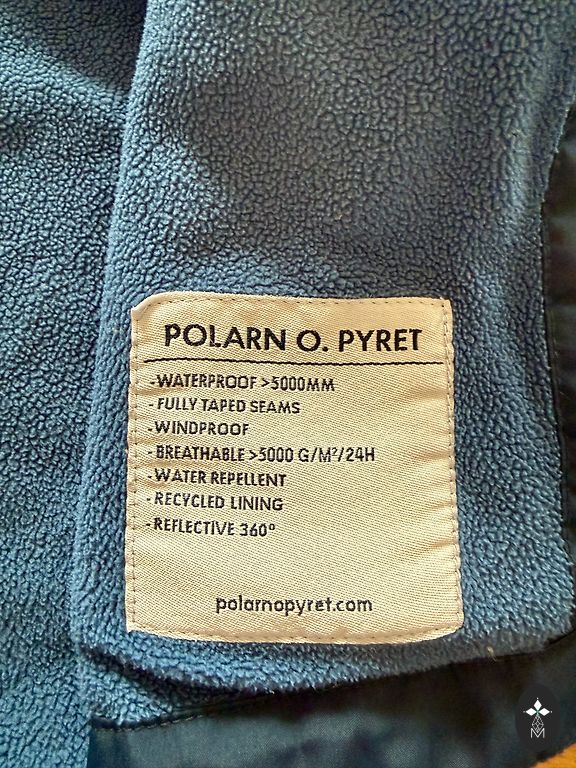 POLARN O. PYRET
-WATERPROOF >5000MM
-FULLY TAPED SEAMS
-WINDPROOF
-BREATHABLE >5000 G/M²/24H
-WATER REPELLENT
-RECYCLED LINING
-REFLECTIVE 360°
polarnopyret.com
M